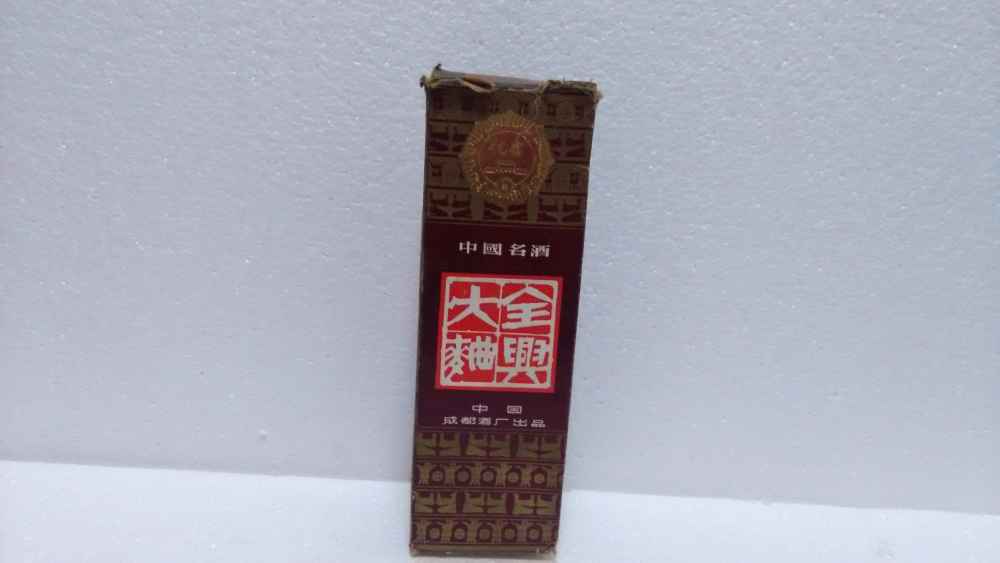 中國名酒
全興
大麯
中国
成都酒厂出品